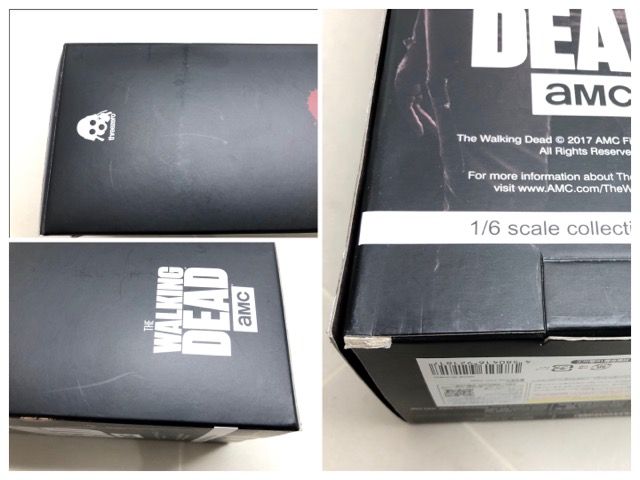 threezero
THE
WALKING
DEAD
AMC
DEA
AMC
The Walking Dead © 2017 AMC Fi
All Rights Reserve
For more information about The
visit www.AMC.com/TheW
1/6 scale collecti